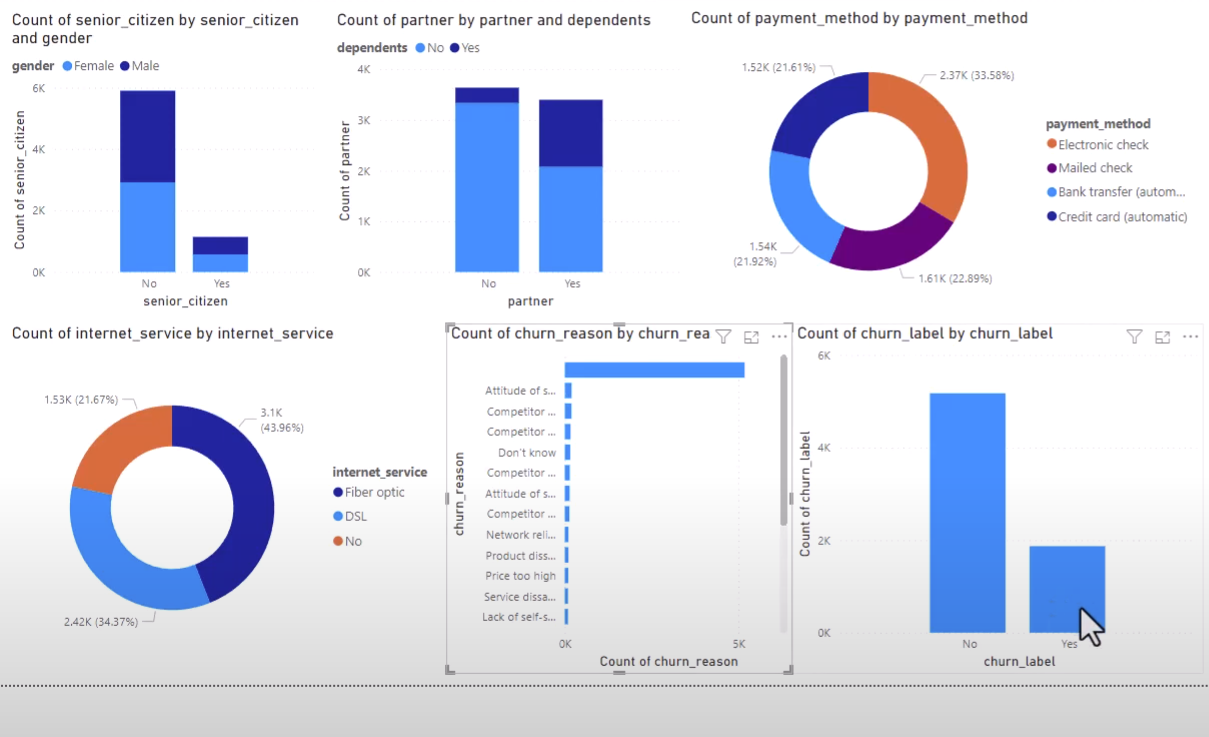 Count of senior_citizen by senior_citizen
and gender
gender Female Male
6K
4K
2K
0K
Count of senior_citizen
No Yes
senior_citizen
Count of partner by partner and dependents
dependents No Yes
4K
3K
2K
1K
0K
Count of partner
No Yes
partner
Count of payment_method by payment_method
1.52K (21.61%)
2.37K (33.58%)
1.54K
(21.92%)
1.61K (22.89%)
payment_method
Electronic check
Mailed check
Bank transfer (autom...
Credit card (automatic)
Count of internet_service by internet_service
1.53K (21.67%)
3.1K
(43.96%)
2.42K (34.37%)
internet_service
Fiber optic
DSL
No
Count of churn_reason by churn_rea
churn_reason
Attitude of s...
Competitor ...
Competitor ...
Don't know
Competitor ...
Attitude of s...
Competitor ...
Network reli...
Product diss...
Price too high
Service dissa...
Lack of self-s...
0K 5K
Count of churn_reason
Count of churn_label by churn_label
6K
4K
2K
0K
Count of churn_label
No Yes
churn_label